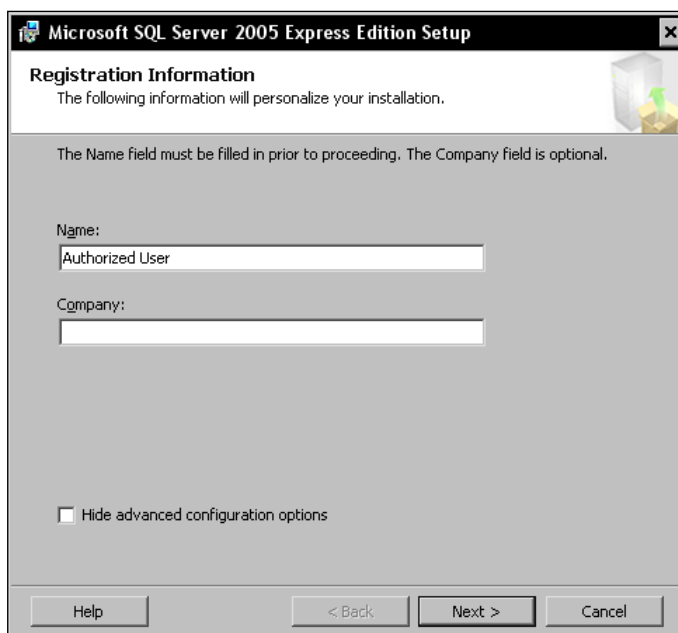 Microsoft SQL Server 2005 Express Edition Setup
Registration Information
The following information will personalize your installation.
The Name field must be filled in prior to proceeding. The Company field is optional.
Name:
Authorized User
Company:
Hide advanced configuration options
Help < Back Next > Cancel